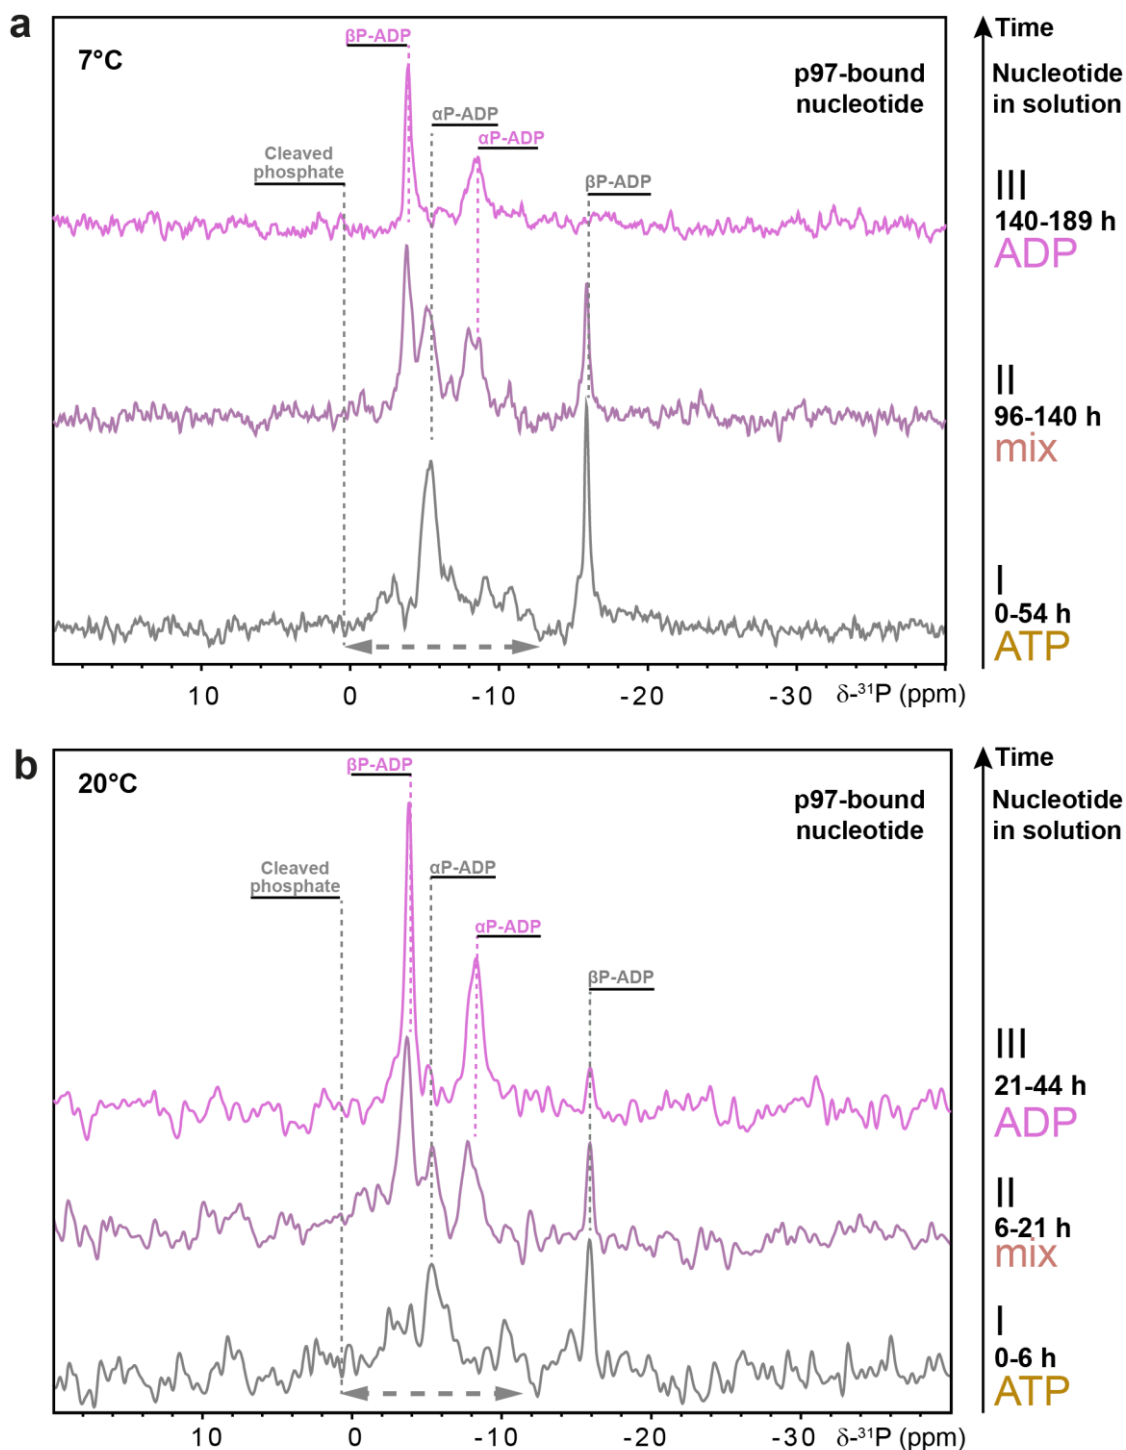 a
7°C
βP-ADP
αP-ADP
αP-ADP
Cleaved
phosphate
βP-ADP
p97-bound
nucleotide
Time
Nucleotide
in solution
III
140-189 h
ADP
II
96-140 h
mix
I
0-54 h
ATP
10 0 -10 -20 -30 δ-³¹P (ppm)
b
20°C
βP-ADP
αP-ADP
αP-ADP
Cleaved
phosphate
βP-ADP
p97-bound
nucleotide
Time
Nucleotide
in solution
III
21-44 h
ADP
II
6-21 h
mix
I
0-6 h
ATP
10 0 -10 -20 -30 δ-³¹P (ppm)